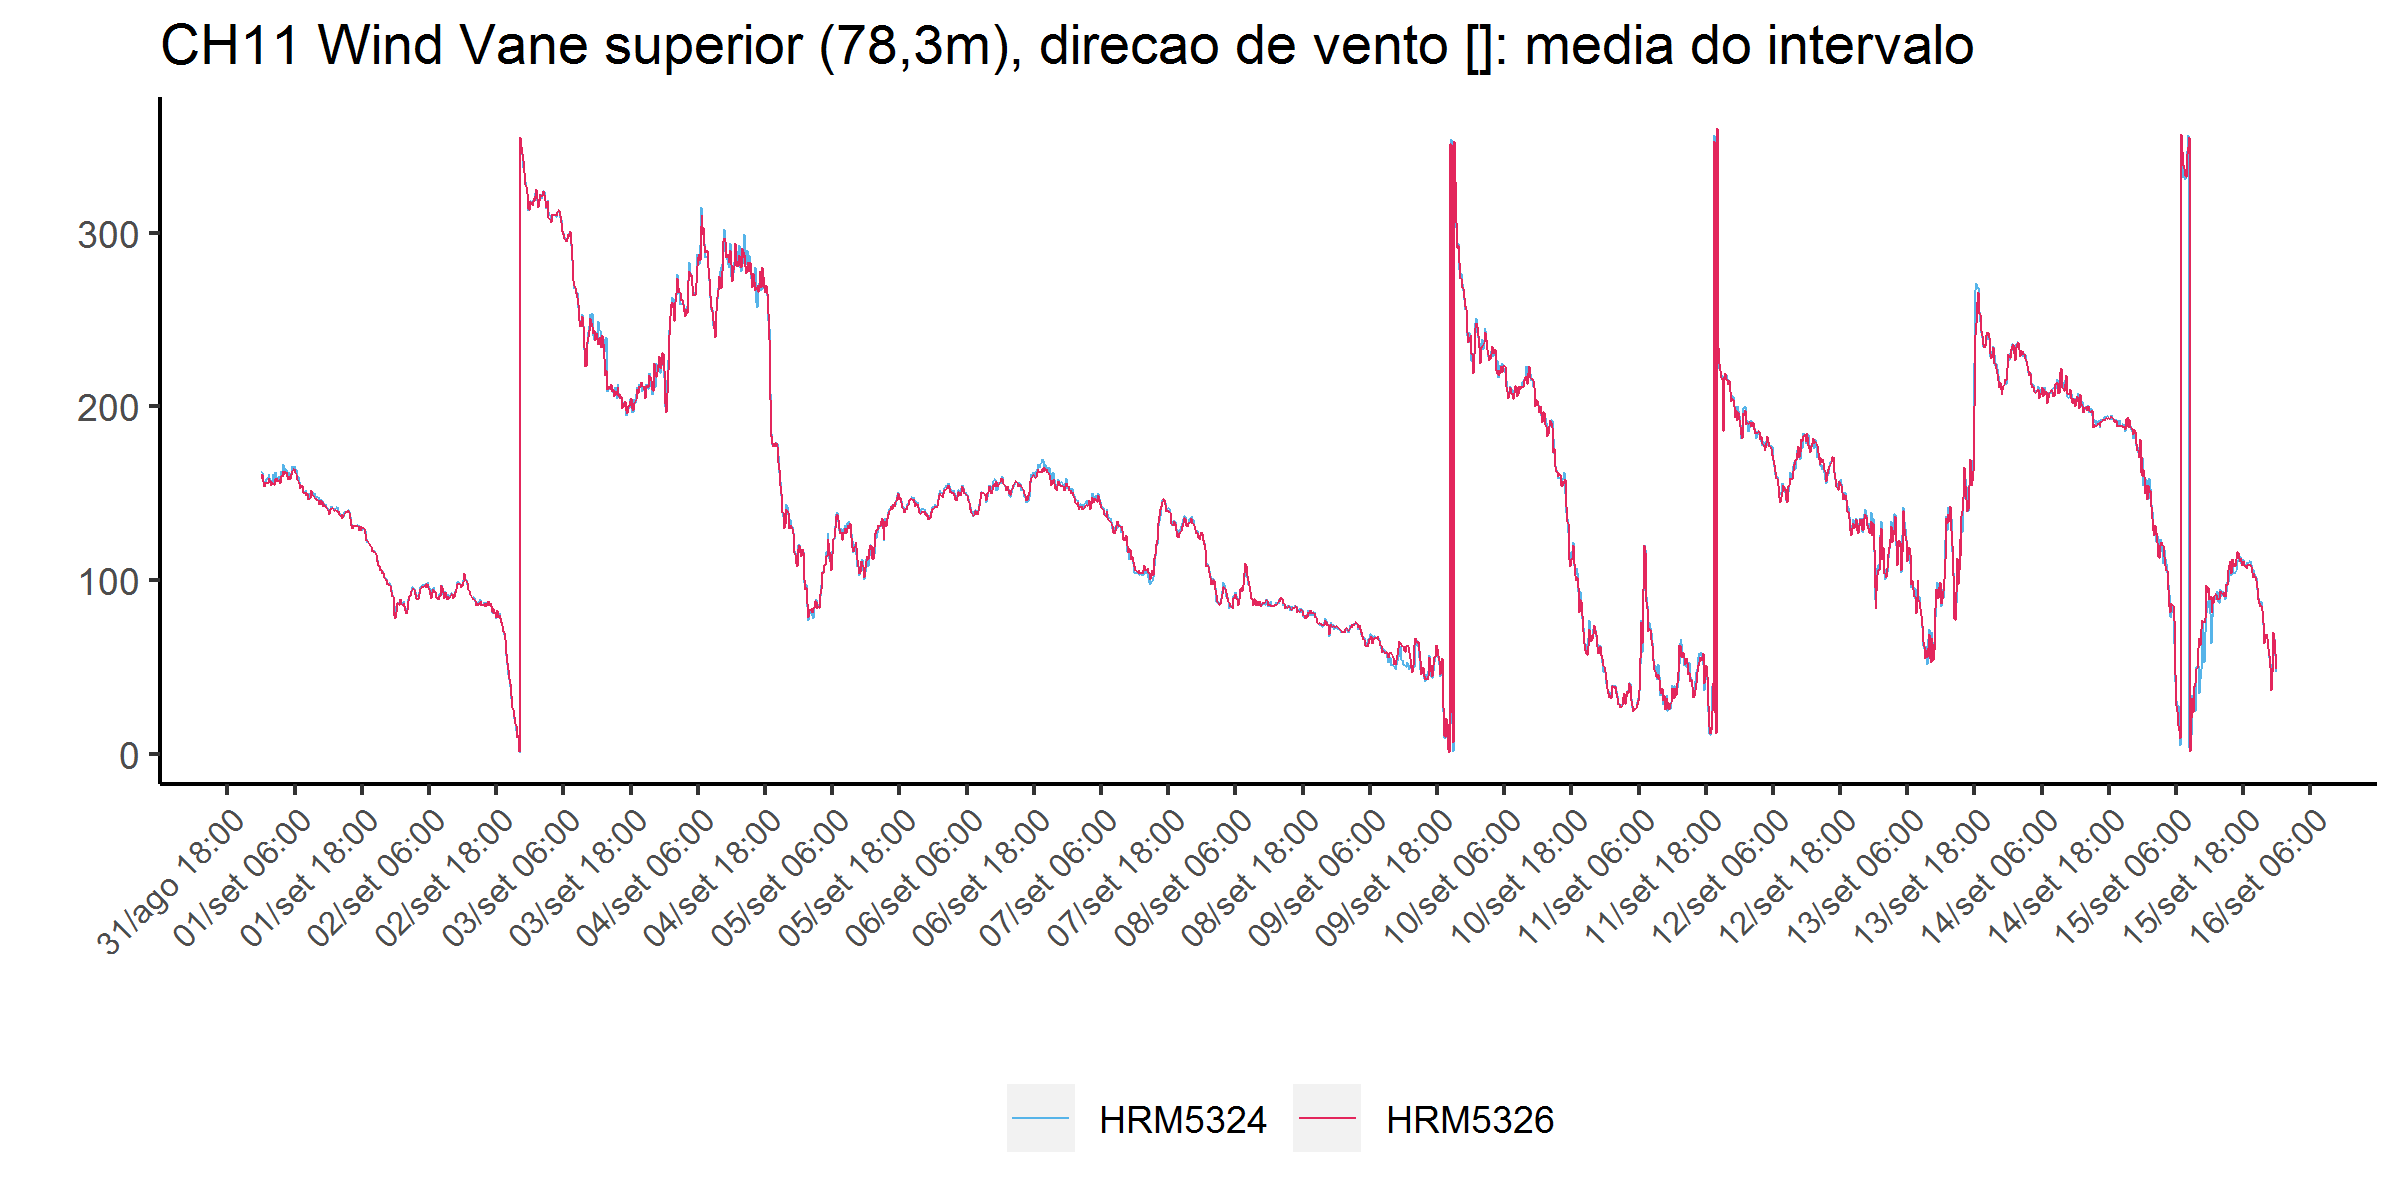 CH11 Wind Vane superior (78,3m), direcao de vento []: media do intervalo
300
200
100
0
31/ago 18:00
01/set 06:00
01/set 18:00
02/set 06:00
02/set 18:00
03/set 06:00
03/set 18:00
04/set 06:00
04/set 18:00
05/set 06:00
05/set 18:00
06/set 06:00
06/set 18:00
07/set 06:00
07/set 18:00
08/set 06:00
08/set 18:00
09/set 06:00
09/set 18:00
10/set 06:00
10/set 18:00
11/set 06:00
11/set 18:00
12/set 06:00
12/set 18:00
13/set 06:00
13/set 18:00
14/set 06:00
14/set 18:00
15/set 06:00
15/set 18:00
16/set 06:00
HRM5324 HRM5326